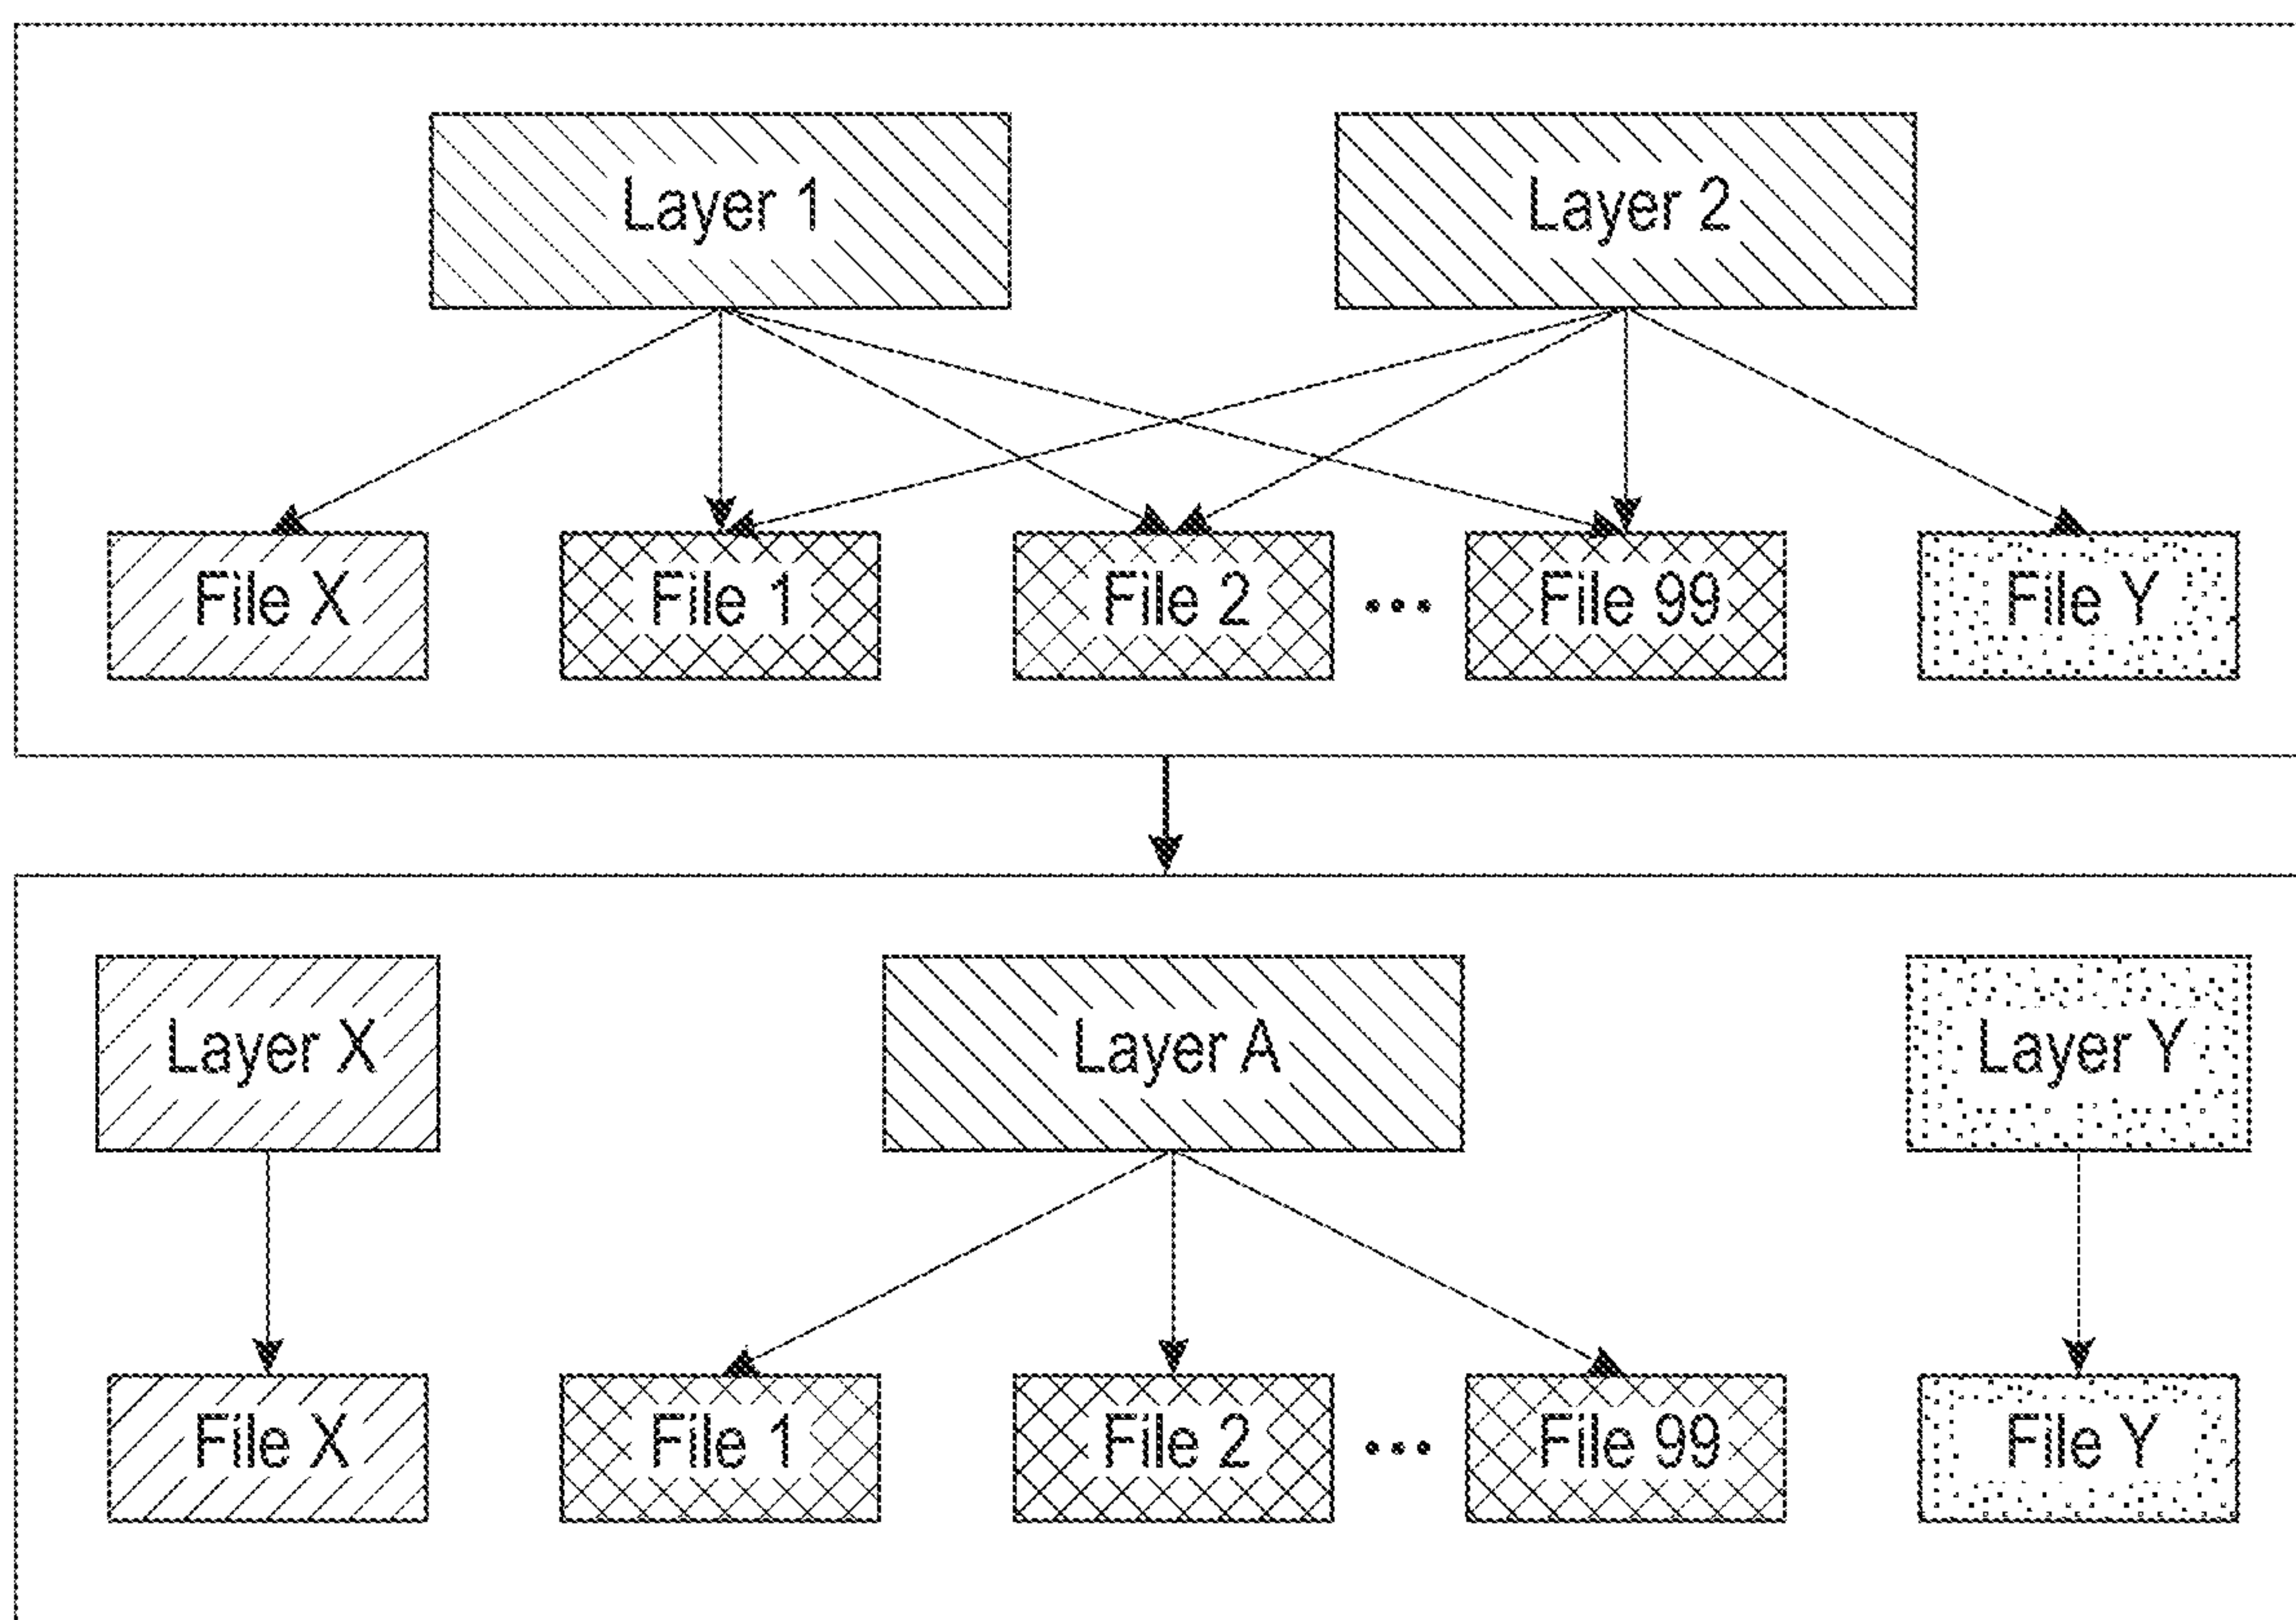 Layer 1
Layer 2
File X
File 1
File 2
...
File 99
File Y
Layer X
Layer A
Layer Y
File X
File 1
File 2
...
File 99
File Y